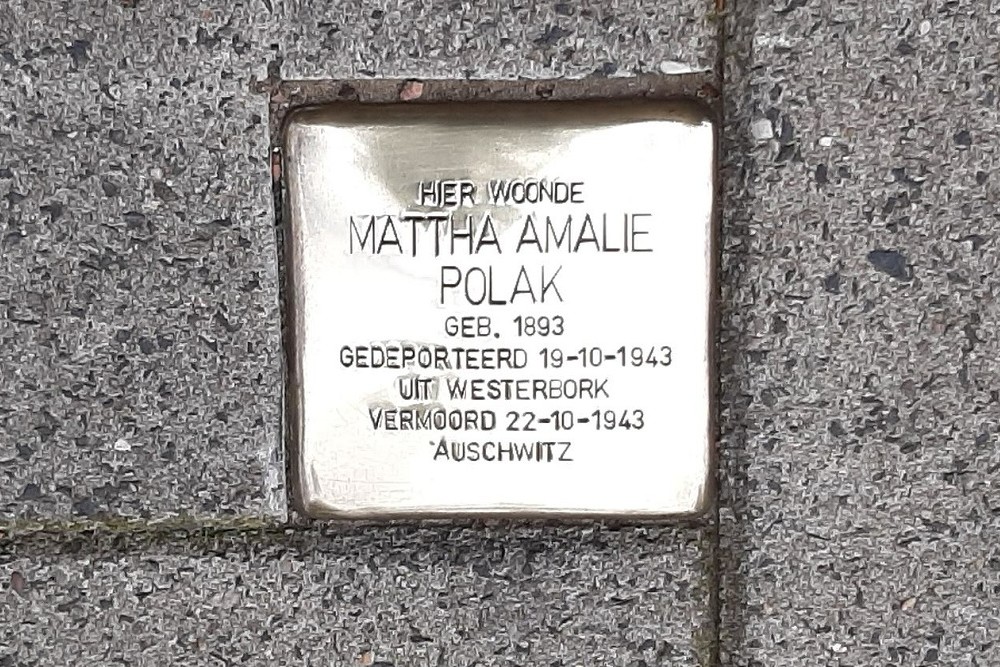 HIER WOONDE
MATTHA AMALIE
POLAK
GEB. 1893
GEDEPORTEERD 19-10-1943
UIT WESTERBORK
VERMOORD 22-10-1943
AUSCHWITZ